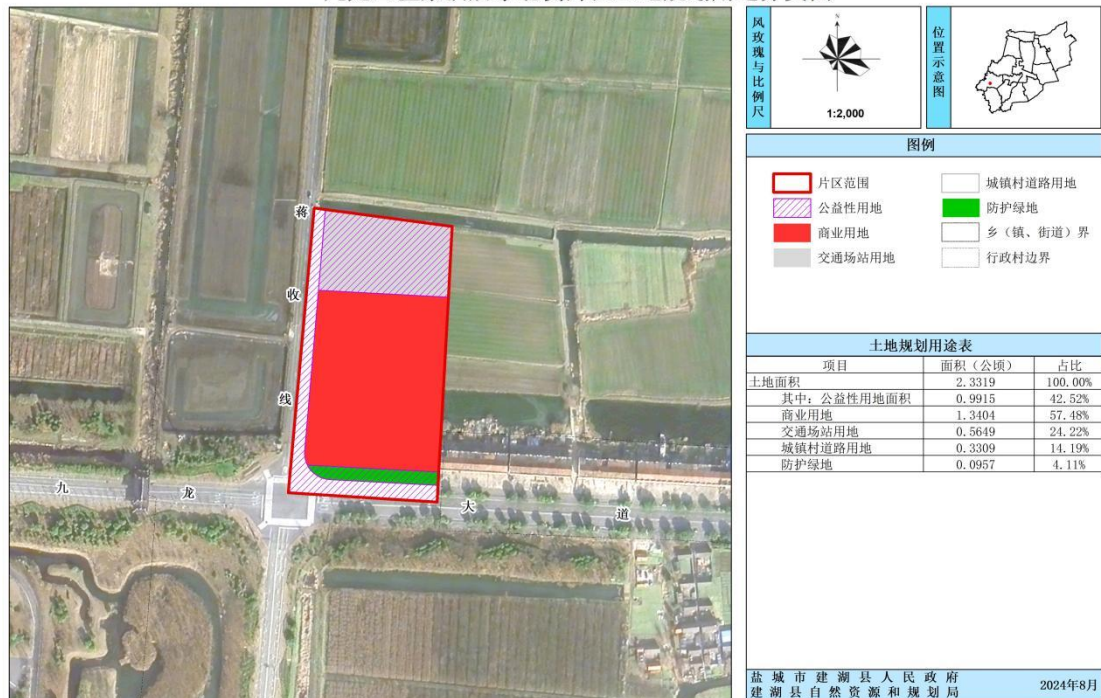 风玫瑰与比例尺
N
1:2,000
位置示意图
图例
片区范围
城镇村道路用地
公益性用地
防护绿地
商业用地
乡（镇、街道）界
交通场站用地
行政村边界
蒋
收
线
九
龙
大
道
土地规划用途表
项目 面积（公顷） 占比
土地面积 2.3319 100.00%
其中：公益性用地面积 0.9915 42.52%
商业用地 1.3404 57.48%
交通场站用地 0.5649 24.22%
城镇村道路用地 0.3309 14.19%
防护绿地 0.0957 4.11%
盐城市建湖县人民政府
建湖县自然资源和规划局
2024年8月